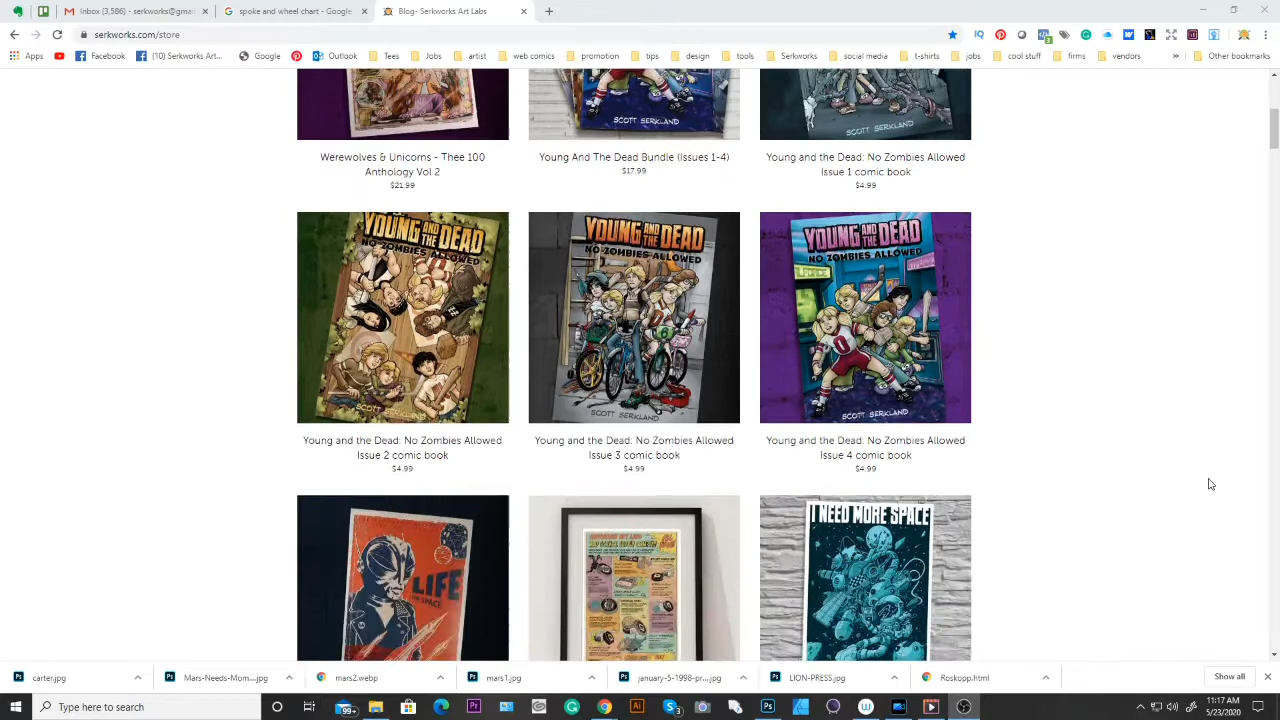 Inbox (3,586) - serkworks@gmai
spoke and wheel chart - Google
Blog- Serkworks Art Labs
serkworks.com/store
Apps
Facebook
(10) Serkworks Art...
Google
Outlook
Tees
Jobs
artist
web comics
promotion
tips
design
tools
Serkworks
social media
t-shirts
jobs
cool stuff
firms
vendors
»
Other bookmarks
SCOTT SERKLAND
SCOTT SERKLAND
Werewolves & Unicorns - Thee 100
Anthology Vol 2
$21.99
Young And The Dead Bundle (Issues 1-4)
$17.99
Young and the Dead: No Zombies Allowed
Issue 1 comic book
$4.99
YOUNG AND THE DEAD
NO ZOMBIES ALLOWED
SCOTT SERKLAND
YOUNG AND THE DEAD
NO ZOMBIES ALLOWED
SCOTT SERKLAND
YOUNG AND THE DEAD
NO ZOMBIES ALLOWED
SCOTT SERKLAND
Young and the Dead: No Zombies Allowed
Issue 2 comic book
$4.99
Young and the Dead: No Zombies Allowed
Issue 3 comic book
$4.99
Young and the Dead: No Zombies Allowed
Issue 4 comic book
$4.99
LIFE
SPACE
I NEED MORE SPACE
carter.jpg
Mars-Needs-Mom...jpg
mars2.webp
mars1.jpg
january-5-1998-pr....jpg
LION-PRESS.jpg
Roskopp.html
Show all
Type here to search
99+
3
11:17 AM
5/23/2020